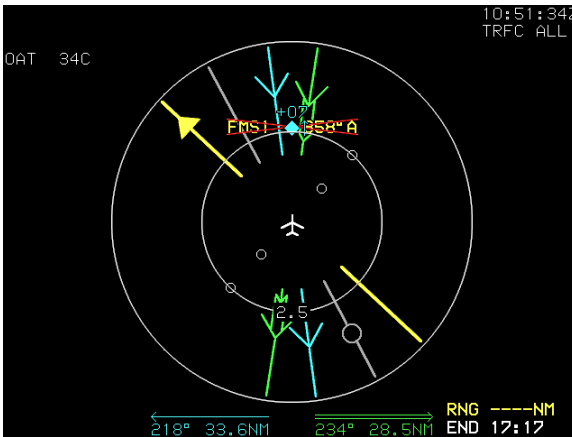 10:51:34Z
TRFC ALL
OAT 34C
+07
FMS1 358° A
2.5
RNG ----NM
218° 33.6NM 234° 28.5NM END 17:17